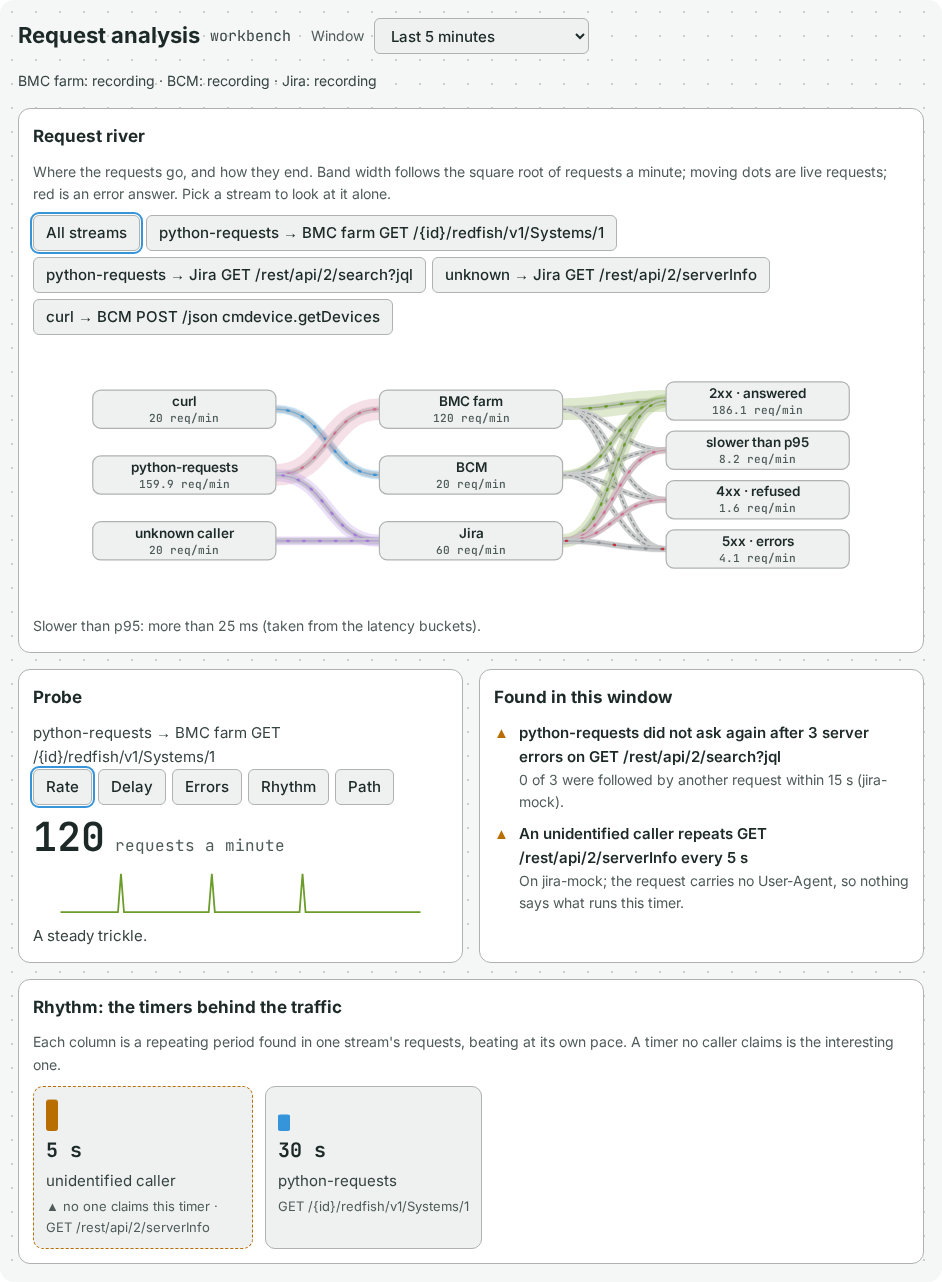 Request analysis workbench · Window Last 5 minutes
BMC farm: recording · BCM: recording · Jira: recording
Request river
Where the requests go, and how they end. Band width follows the square root of requests a minute; moving dots are live requests;
red is an error answer. Pick a stream to look at it alone.
All streams
python-requests → BMC farm GET /{id}/redfish/v1/Systems/1
python-requests → Jira GET /rest/api/2/search?jql
unknown → Jira GET /rest/api/2/serverInfo
curl → BCM POST /json cmdevice.getDevices
curl
20 req/min
python-requests
159.9 req/min
unknown caller
20 req/min
BMC farm
120 req/min
BCM
20 req/min
Jira
60 req/min
2xx · answered
186.1 req/min
slower than p95
8.2 req/min
4xx · refused
1.6 req/min
5xx · errors
4.1 req/min
Slower than p95: more than 25 ms (taken from the latency buckets).
Probe
python-requests → BMC farm GET
/{id}/redfish/v1/Systems/1
Rate
Delay
Errors
Rhythm
Path
120 requests a minute
A steady trickle.
Found in this window
▲ python-requests did not ask again after 3 server
errors on GET /rest/api/2/search?jql
0 of 3 were followed by another request within 15 s (jira-
mock).
▲ An unidentified caller repeats GET
/rest/api/2/serverInfo every 5 s
On jira-mock; the request carries no User-Agent, so nothing
says what runs this timer.
Rhythm: the timers behind the traffic
Each column is a repeating period found in one stream's requests, beating at its own pace. A timer no caller claims is the interesting
one.
5 s
unidentified caller
▲ no one claims this timer ·
GET /rest/api/2/serverInfo
30 s
python-requests
GET /{id}/redfish/v1/Systems/1